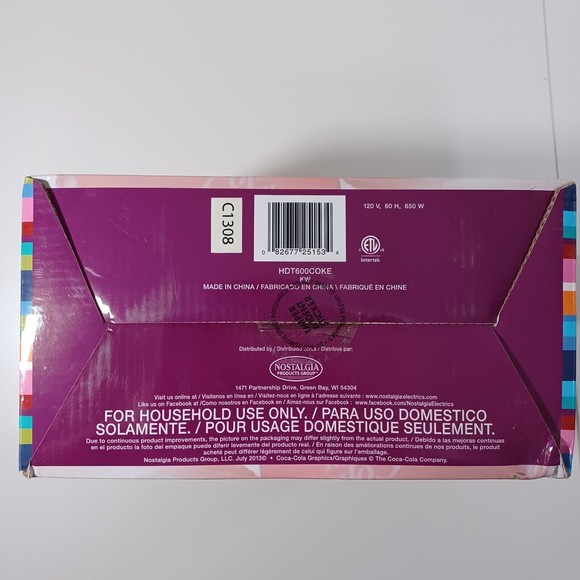 C1308
0 82677 25153 4
120 V, 60 H, 650 W
ETL
US
Intertek
HDT600COKE
KW
MADE IN CHINA / FABRICADO EN CHINA / FABRIQUÉ EN CHINE
TAMPER
STICKER
Distributed by / Distribuido por:
NOSTALGIA
PRODUCTS GROUP
1471 Partnership Drive, Green Bay, WI 54304
Visit us online at / Visítenos en línea en / Visitez-nous en ligne à l'adresse suivante : www.nostalgiaelectrics.com
Like us on Facebook at /Como nosotros en Facebook en / Aimez-nous sur Facebook : www.facebook.com/NostalgiaElectrics
FOR HOUSEHOLD USE ONLY. / PARA USO DOMESTICO
SOLAMENTE. / POUR USAGE DOMESTIQUE SEULEMENT.
Due to continuous product improvements, the picture on the packaging may differ slightly from the actual product. / Debido a las mejoras continuas
en el producto la foto del empaque puede diferir levemente del producto real. / En raison des améliorations continues de nos produits, le produit
acheté peut différer légèrement de celui qui figure sur l'emballage.
Nostalgia Products Group, LLC. July 2013© • Coca-Cola Graphics/Graphiques © The Coca-Cola Company.